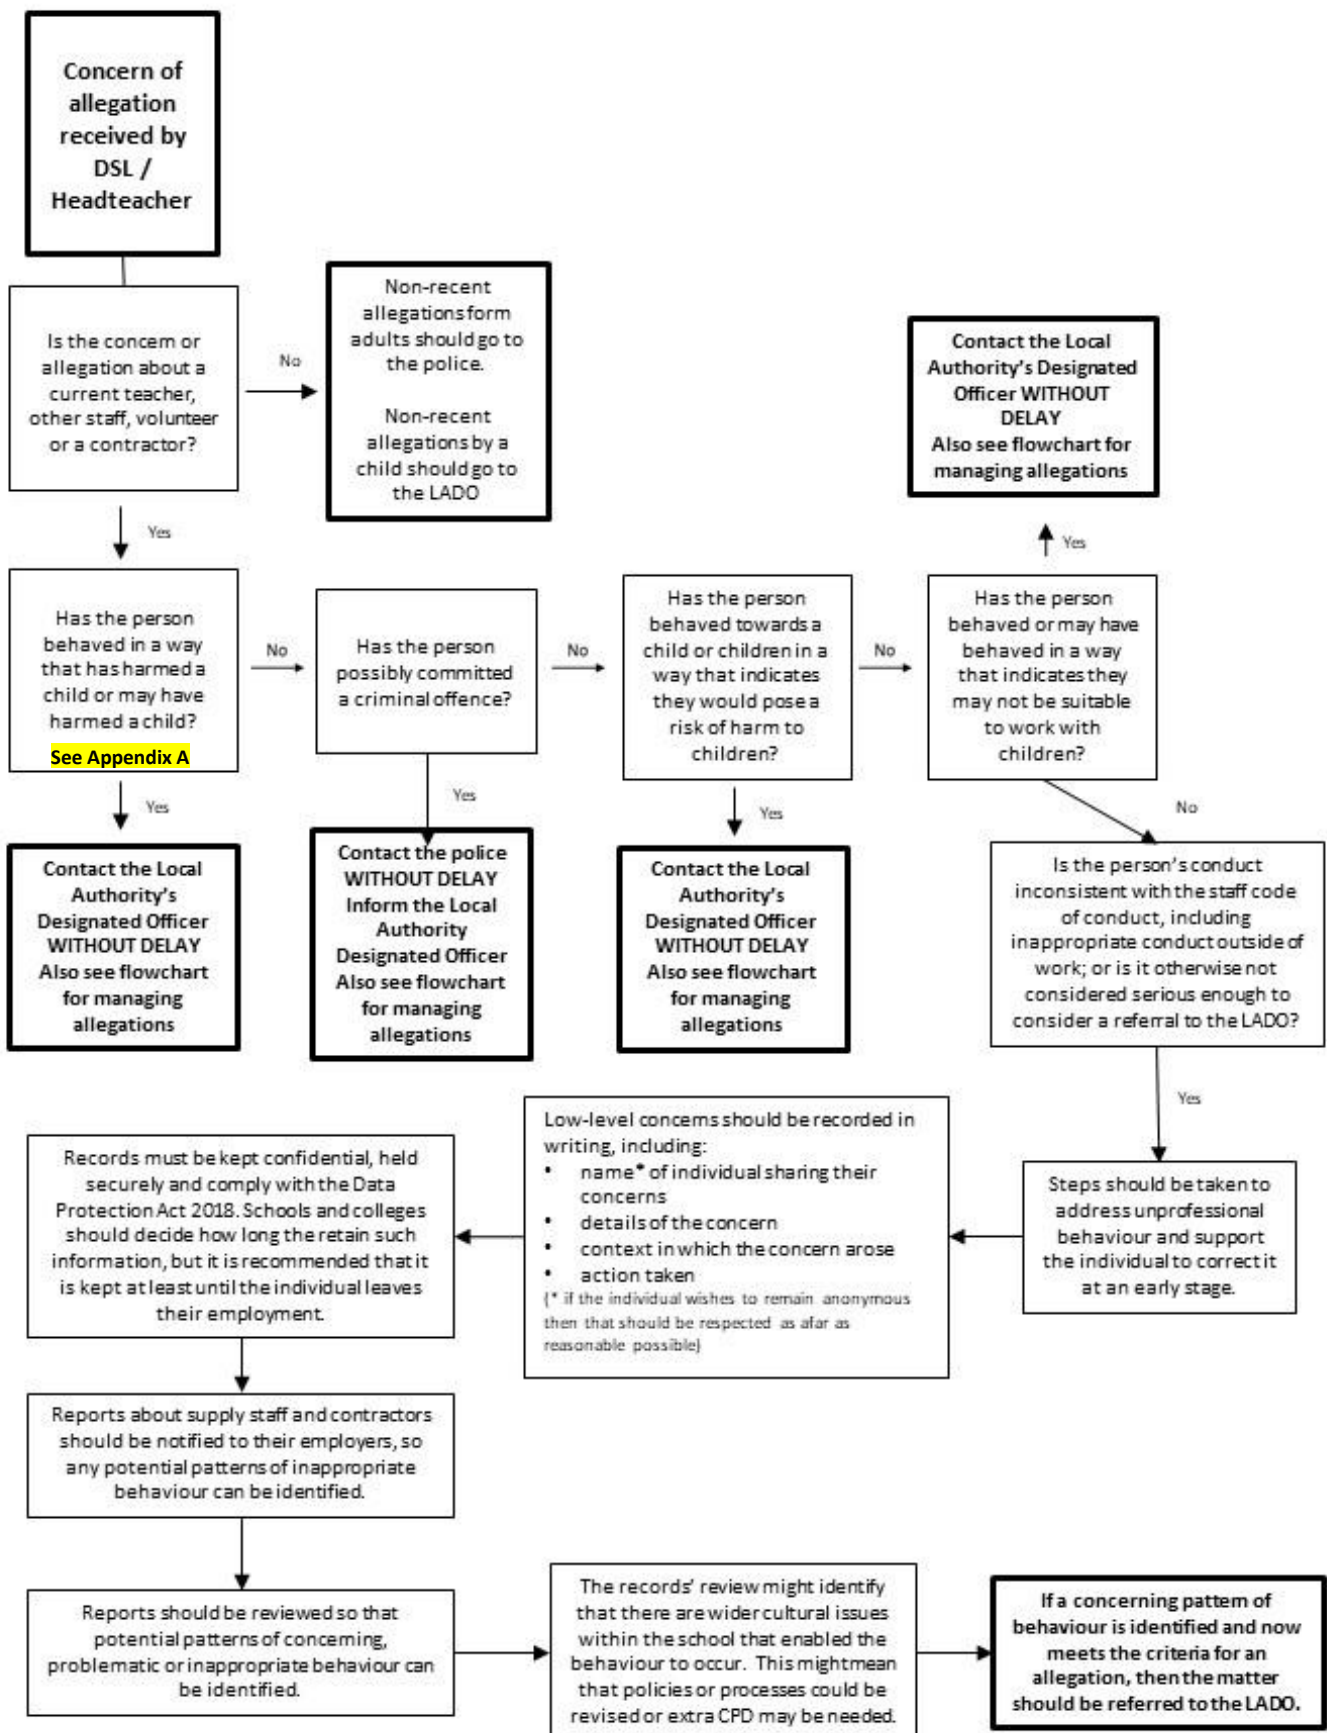 Concern of
allegation
received by
DSL /
Headteacher
Is the concern or
allegation about a
current teacher,
other staff, volunteer
or a contractor?
No
Non-recent
allegations form
adults should go to
the police.
Non-recent
allegations by a
child should go to
the LADO
Yes
Has the person
behaved in a way
that has harmed a
child or may have
harmed a child?
See Appendix A
No
Has the person
possibly committed
a criminal offence?
No
Has the person
behaved towards a
child or children in a
way that indicates
they would pose a
risk of harm to
children?
No
Has the person
behaved or may have
behaved in a way
that indicates they
may not be suitable
to work with
children?
Yes
Contact the Local
Authority's Designated
Officer WITHOUT
DELAY
Also see flowchart for
managing allegations
Yes
Contact the Local
Authority's
Designated Officer
WITHOUT DELAY
Also see flowchart
for managing
allegations
Yes
Contact the police
WITHOUT DELAY
Inform the Local
Authority
Designated Officer
Also see flowchart
for managing
allegations
Yes
Contact the Local
Authority's
Designated Officer
WITHOUT DELAY
Also see flowchart
for managing
allegations
No
Is the person's conduct
inconsistent with the staff code
of conduct, including
inappropriate conduct outside of
work; or is it otherwise not
considered serious enough to
consider a referral to the LADO?
Yes
Steps should be taken to
address unprofessional
behaviour and support
the individual to correct it
at an early stage.
Low-level concerns should be recorded in
writing, including:
• name* of individual sharing their
concerns
• details of the concern
• context in which the concern arose
• action taken
(* if the individual wishes to remain anonymous
then that should be respected as afar as
reasonable possible)
Records must be kept confidential, held
securely and comply with the Data
Protection Act 2018. Schools and colleges
should decide how long the retain such
information, but it is recommended that it
is kept at least until the individual leaves
their employment.
Reports about supply staff and contractors
should be notified to their employers, so
any potential patterns of inappropriate
behaviour can be identified.
Reports should be reviewed so that
potential patterns of concerning,
problematic or inappropriate behaviour can
be identified.
The records' review might identify
that there are wider cultural issues
within the school that enabled the
behaviour to occur. This might mean
that policies or processes could be
revised or extra CPD may be needed.
If a concerning pattern of
behaviour is identified and now
meets the criteria for an
allegation, then the matter
should be referred to the LADO.